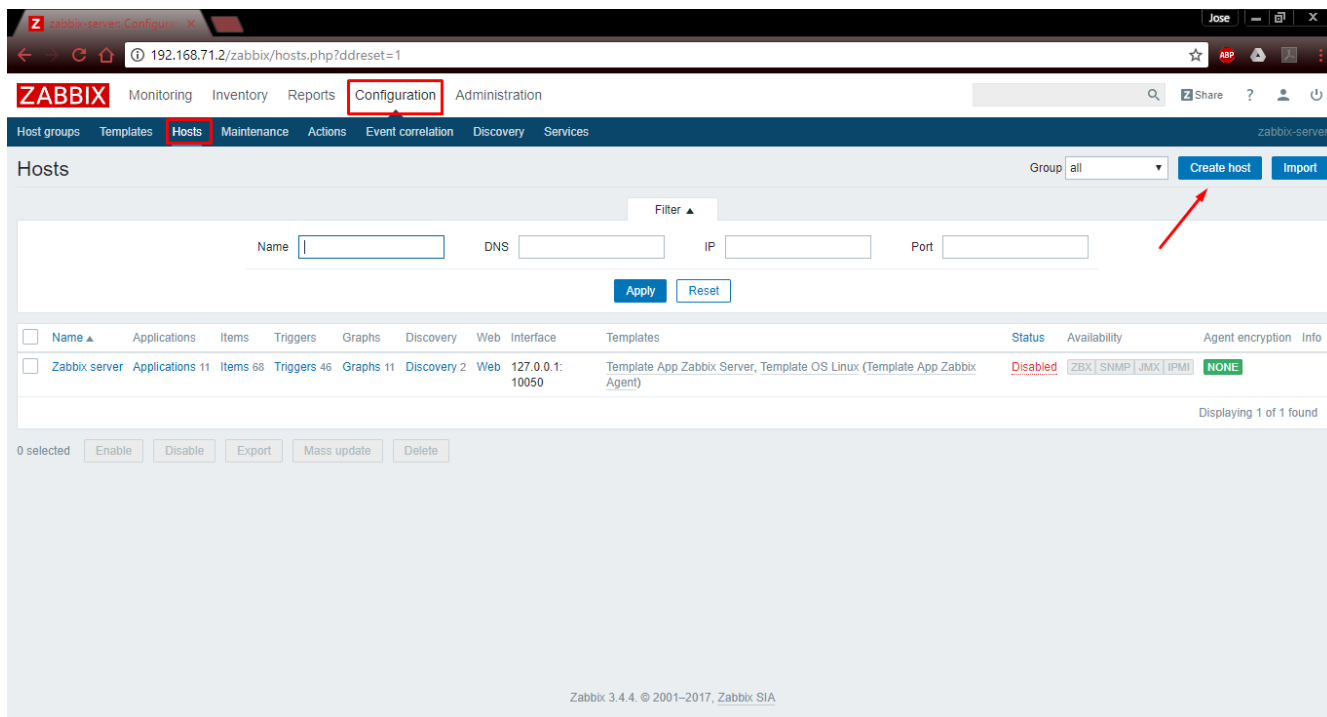 Z zabbix-server: Configura × Jose
192.168.71.2/zabbix/hosts.php?ddreset=1 ABP
ZABBIX Monitoring Inventory Reports Configuration Administration Z Share ?
Host groups Templates Hosts Maintenance Actions Event correlation Discovery Services zabbix-server
Hosts Group all Create host Import
Filter ▲
Name DNS IP Port
Apply Reset
Name ▲ Applications Items Triggers Graphs Discovery Web Interface Templates Status Availability Agent encryption Info
Zabbix server Applications 11 Items 68 Triggers 46 Graphs 11 Discovery 2 Web 127.0.0.1: Template App Zabbix Server, Template OS Linux (Template App Zabbix Disabled ZBX SNMP JMX IPMI NONE
10050 Agent)
Displaying 1 of 1 found
0 selected Enable Disable Export Mass update Delete
Zabbix 3.4.4. © 2001–2017, Zabbix SIA